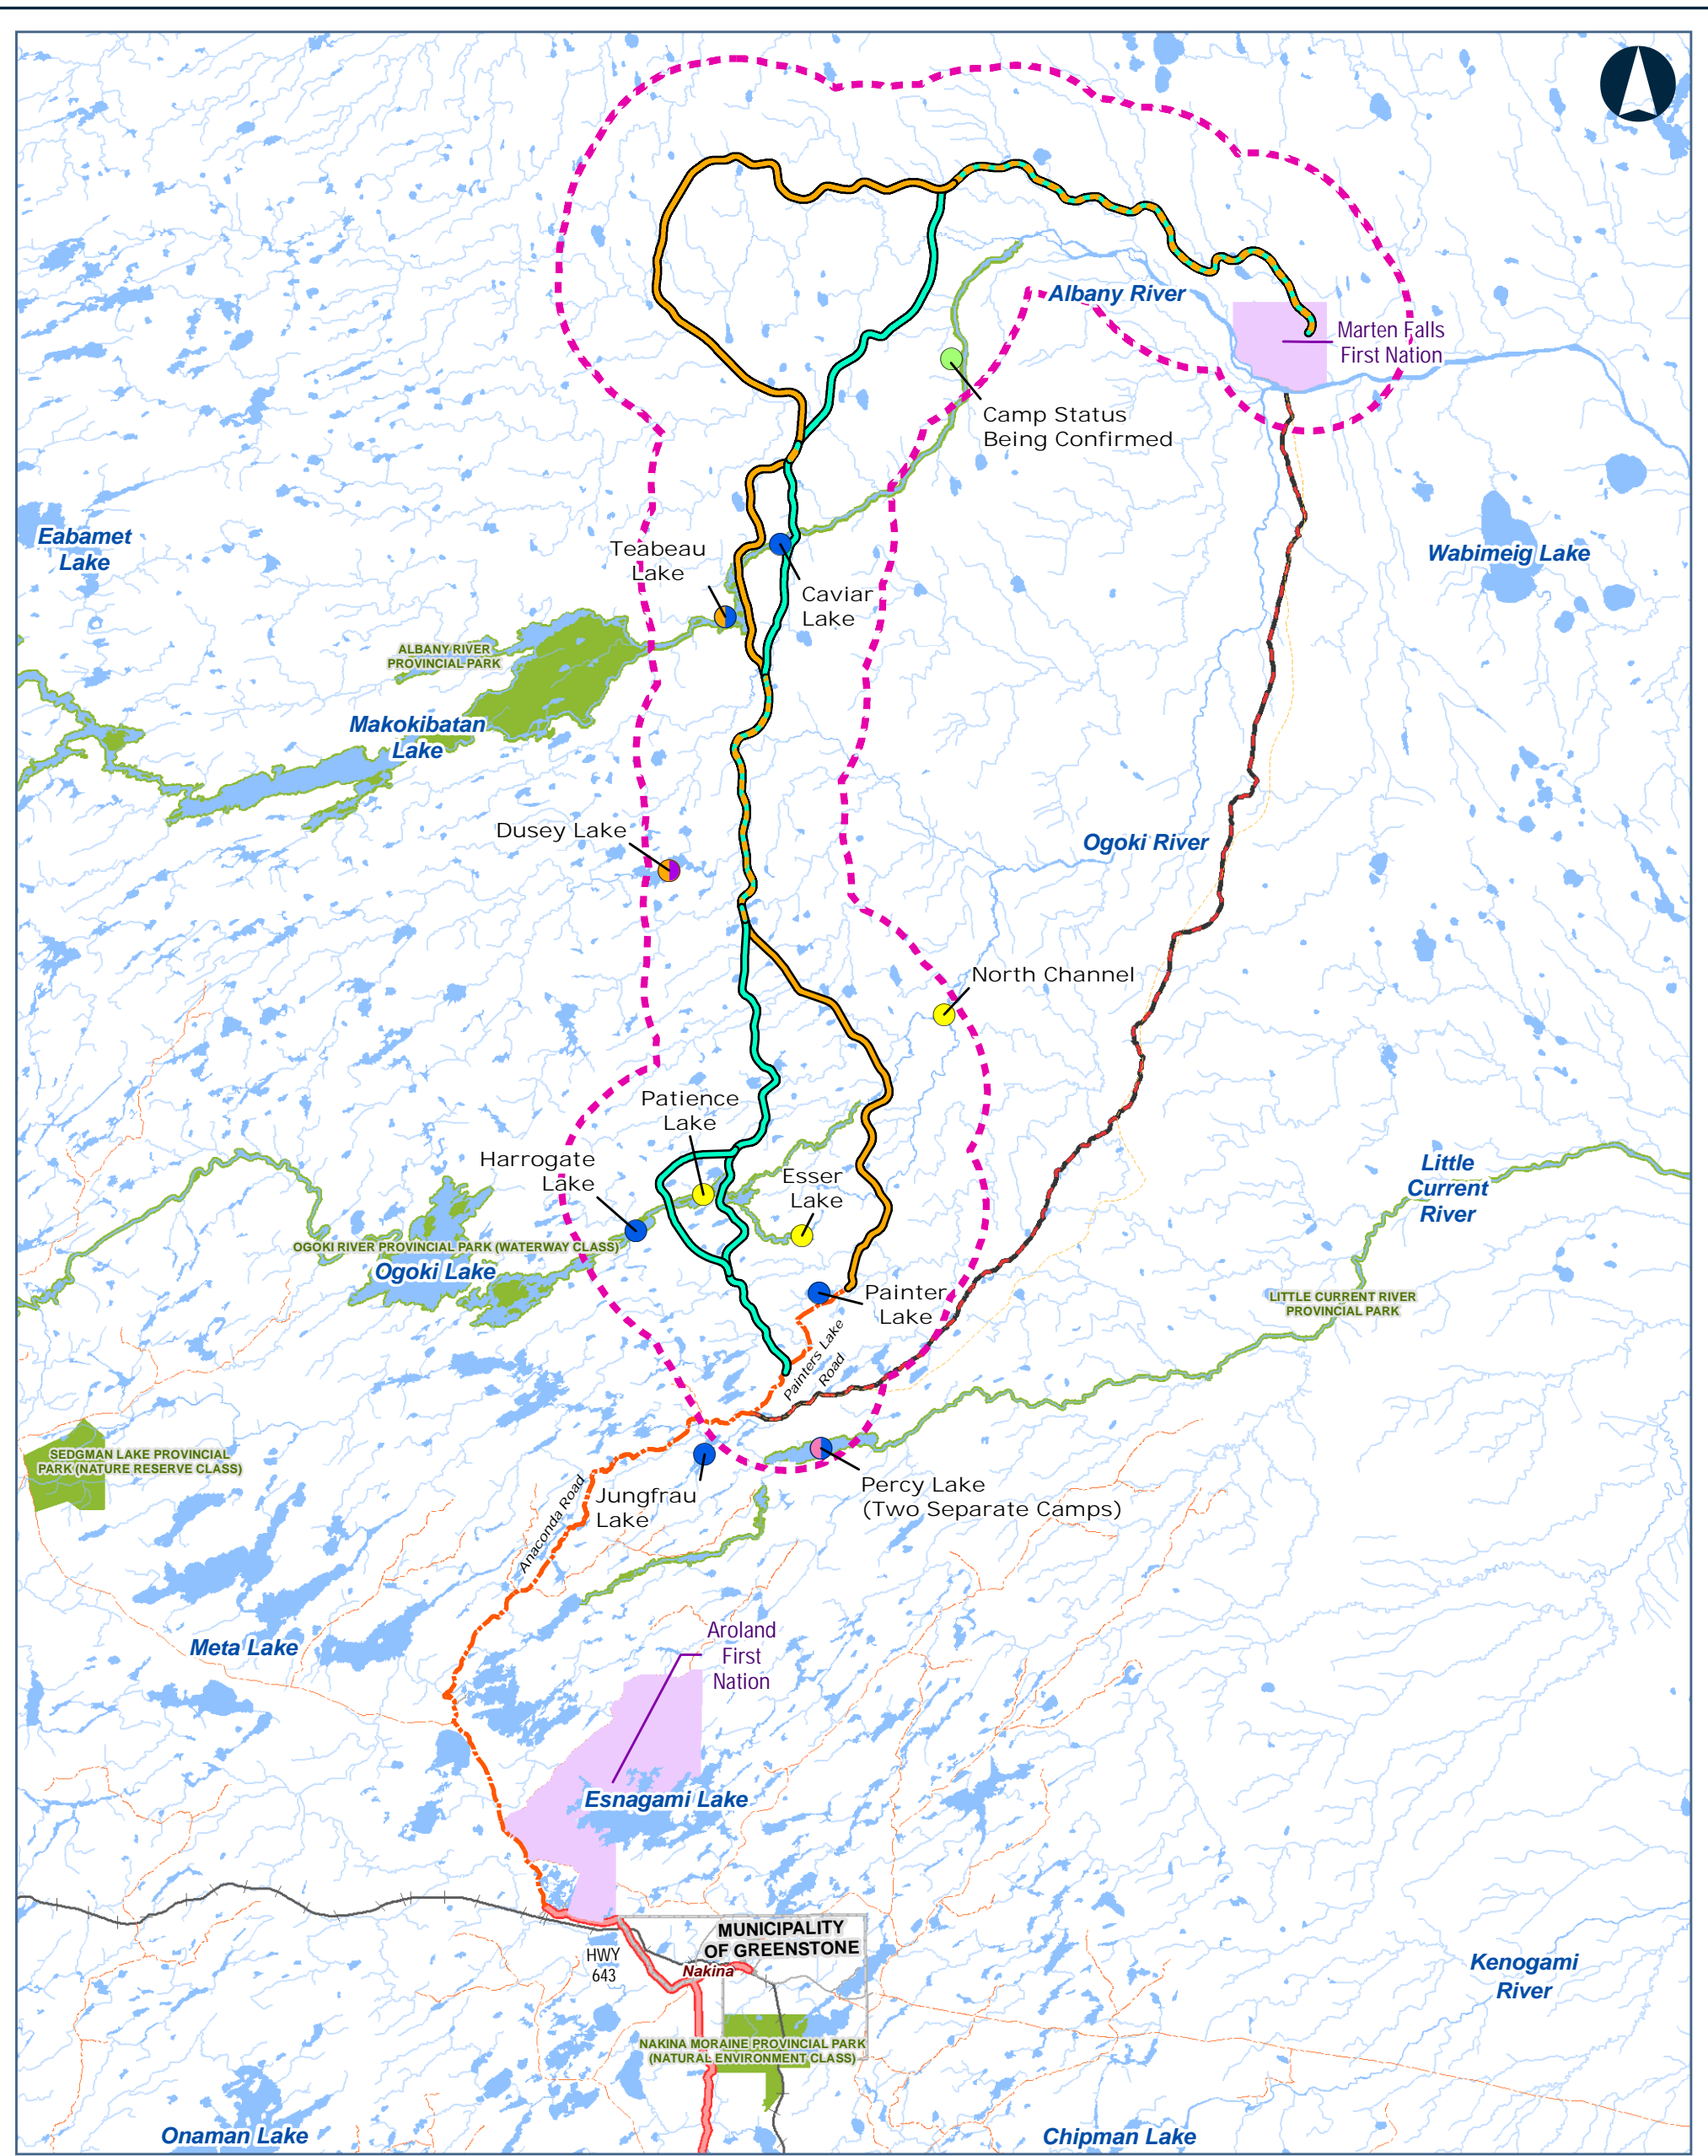 Albany River
Marten Falls
First Nation
Camp Status
Being Confirmed
Eabamet
Lake
Teabeau
Lake
Wabimeig Lake
Caviar
Lake
ALBANY RIVER
PROVINCIAL PARK
Makokibatan
Lake
Dusey Lake
Ogoki River
North Channel
Patience
Lake
Harrogate
Lake
Esser
Lake
Little
Current
River
OGOKI RIVER PROVINCIAL PARK (WATERWAY CLASS)
Ogoki Lake
Painter
Lake
LITTLE CURRENT RIVER
PROVINCIAL PARK
Painters Lake
Road
SEDGMAN LAKE PROVINCIAL
PARK (NATURE RESERVE CLASS)
Anaconda Road
Jungfrau
Lake
Percy Lake
(Two Separate Camps)
Meta Lake
Aroland
First
Nation
Esnagami Lake
MUNICIPALITY
OF GREENSTONE
HWY
643
Nakina
Kenogami
River
NAKINA MORAINE PROVINCIAL PARK
(NATURAL ENVIRONMENT CLASS)
Onaman Lake
Chipman Lake